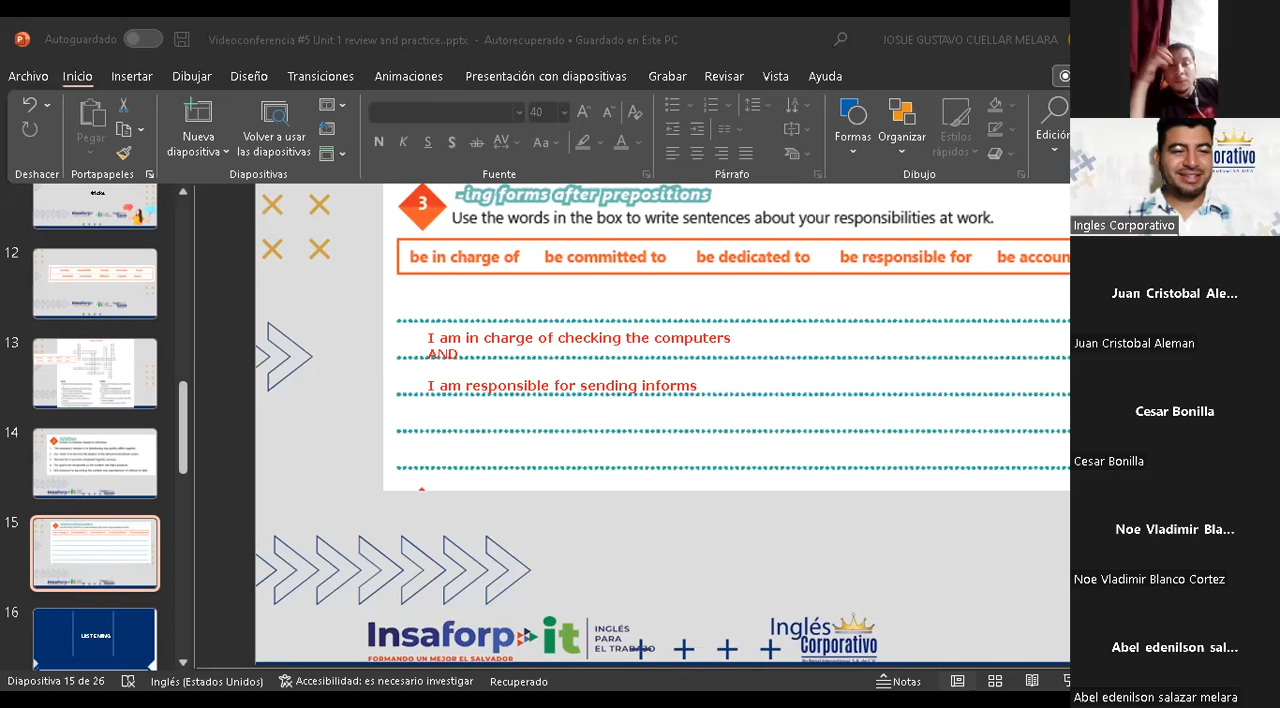 Autoguardado
Videoconferencia #5 Unit 1 review and practice..pptx - Autorecuperado • Guardado en Este PC
JOSUE GUSTAVO CUELLAR MELARA
Archivo Inicio Insertar Dibujar Diseño Transiciones Animaciones Presentación con diapositivas Grabar Revisar Vista Ayuda
40
Pegar
Nueva diapositiva
Volver a usar las diapositivas
N K S S ab AV Aa A
Formas Organizar Estilos rápidos Edición
Deshacer Portapapeles Diapositivas Fuente Párrafo Dibujo
3 -ing forms after prepositions
Use the words in the box to write sentences about your responsibilities at work.
be in charge of be committed to be dedicated to be responsible for be accoun
I am in charge of checking the computers
AND
I am responsible for sending informs
12
13
14
15
16
LISTENING
Insaforp it
FORMANDO UN MEJOR EL SALVADOR
INGLÉS
PARA
EL TRABAJO
Inglés
Corporativo
Diapositiva 15 de 26 Inglés (Estados Unidos) Accesibilidad: es necesario investigar Recuperado Notas
Ingles Corporativo
Juan Cristobal Ale...
Juan Cristobal Aleman
Cesar Bonilla
Cesar Bonilla
Noe Vladimir Bla...
Noe Vladimir Blanco Cortez
Abel edenilson sal...
Abel edenilson salazar melara